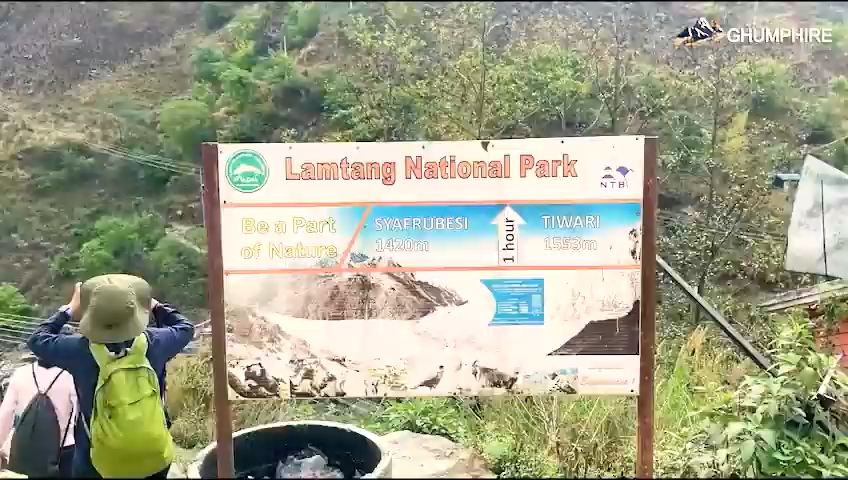 GHUMPHIRE
Lamtang National Park
NTB
Be a Part
of Nature
SYAFRUBESI
1420m
1 hour
TIWARI
1553m